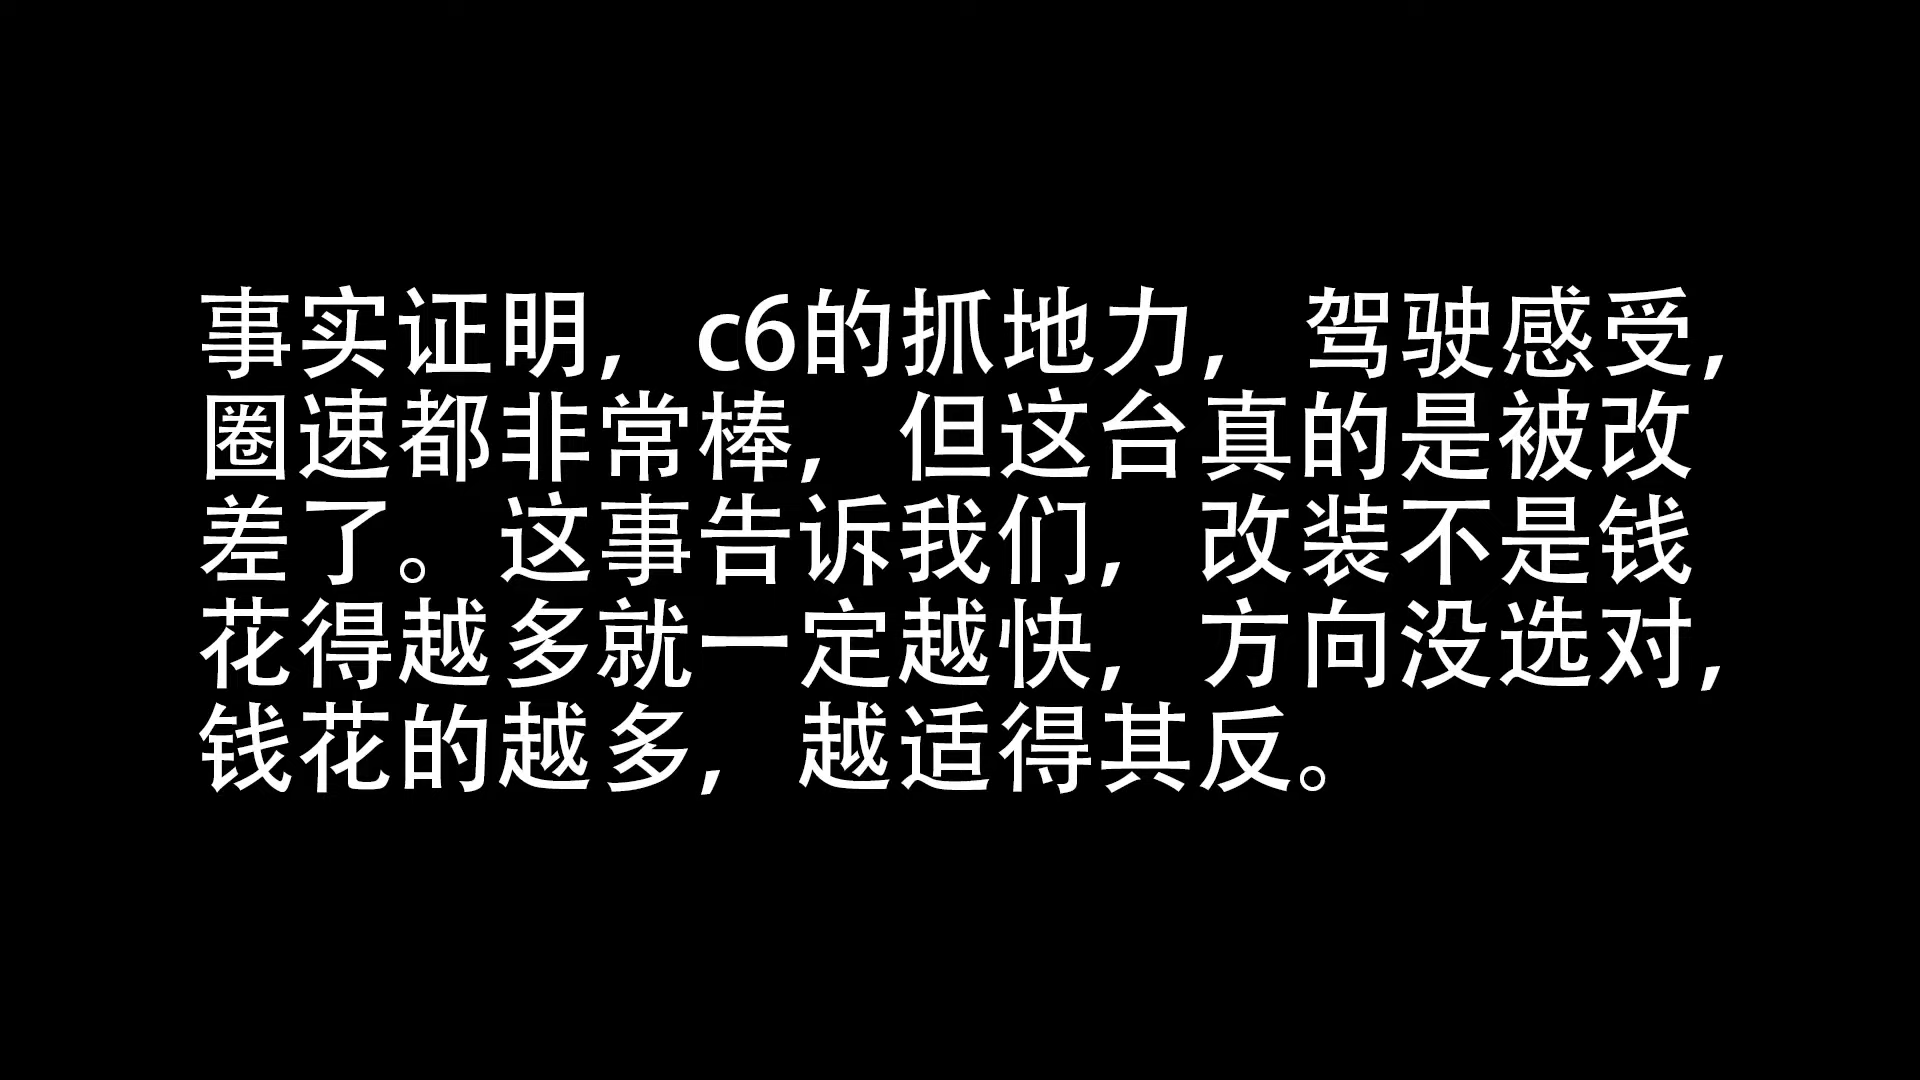 事实证明，c6的抓地力，驾驶感受，
圈速都非常棒，但这台真的是被改
差了。这事告诉我们，改装不是钱
花得越多就一定越快，方向没选对，
钱花的越多，越适得其反。